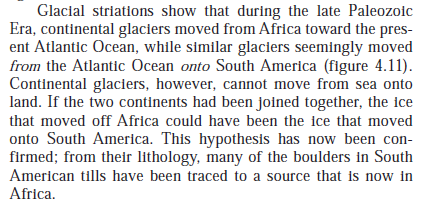 Glacial striations show that during the late Paleozoic
Era, continental glaciers moved from Africa toward the pres-
ent Atlantic Ocean, while similar glaciers seemingly moved
from the Atlantic Ocean onto South America (figure 4.11).
Continental glaciers, however, cannot move from sea onto
land. If the two continents had been joined together, the ice
that moved off Africa could have been the ice that moved
onto South America. This hypothesis has now been con-
firmed; from their lithology, many of the boulders in South
American tills have been traced to a source that is now in
Africa.